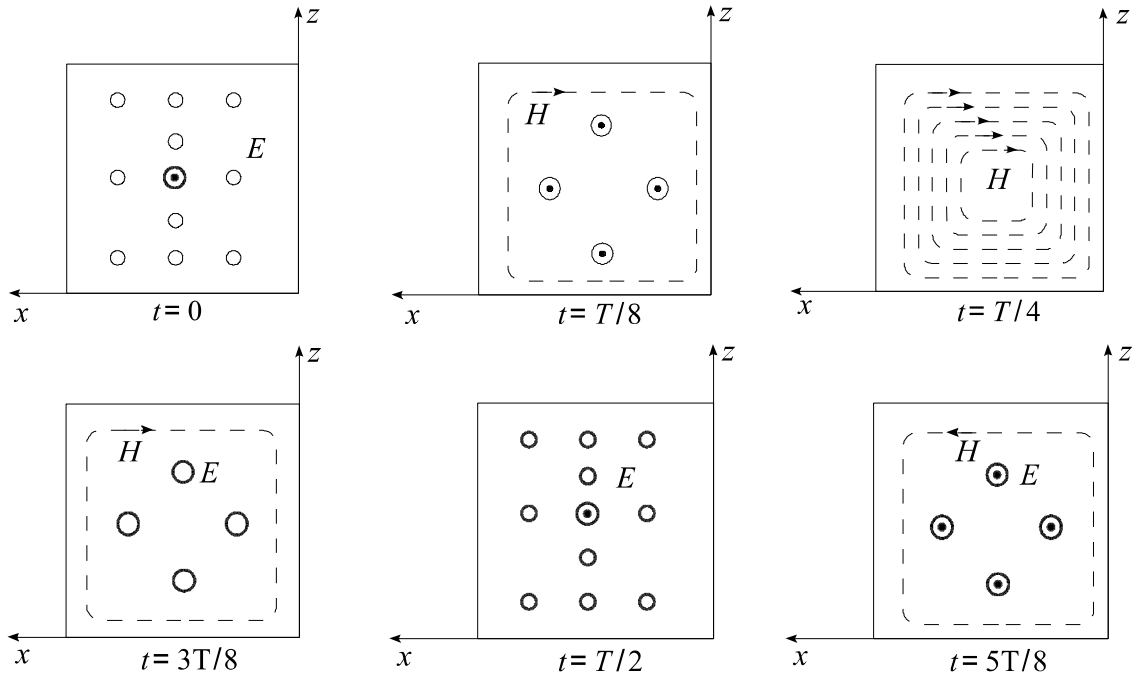 z
E
x
t = 0
z
H
x
t = T/8
z
H
x
t = T/4
z
H
E
x
t = 3T/8
z
E
x
t = T/2
z
H
E
x
t = 5T/8